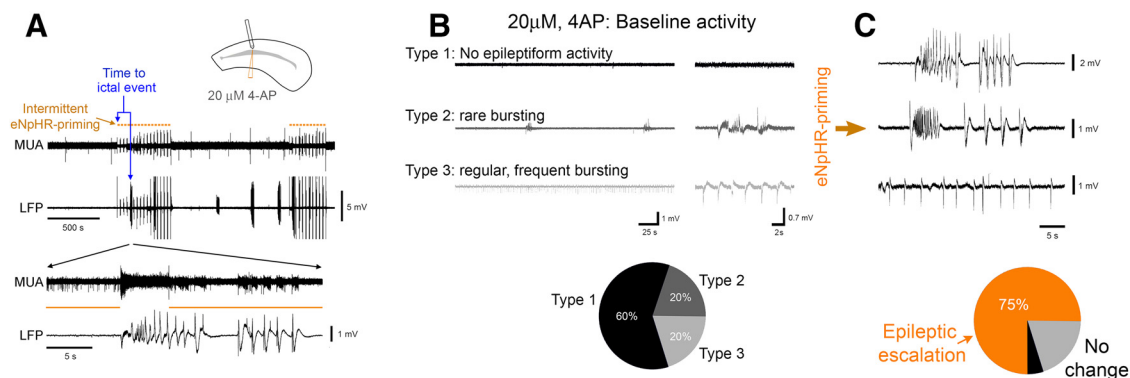 A
20 μM 4-AP
Time to
ictal event
Intermittent
eNpHR-priming
MUA
LFP
5 mV
500 s
MUA
LFP
1 mV
5 s
B
20μM, 4AP: Baseline activity
Type 1: No epileptiform activity
Type 2: rare bursting
Type 3: regular, frequent bursting
1 mV
25 s
0.7 mV
2s
Type 1
60%
Type 2
20%
20%
Type 3
eNpHR-priming
C
2 mV
1 mV
1 mV
5 s
75%
Epileptic
escalation
No
change